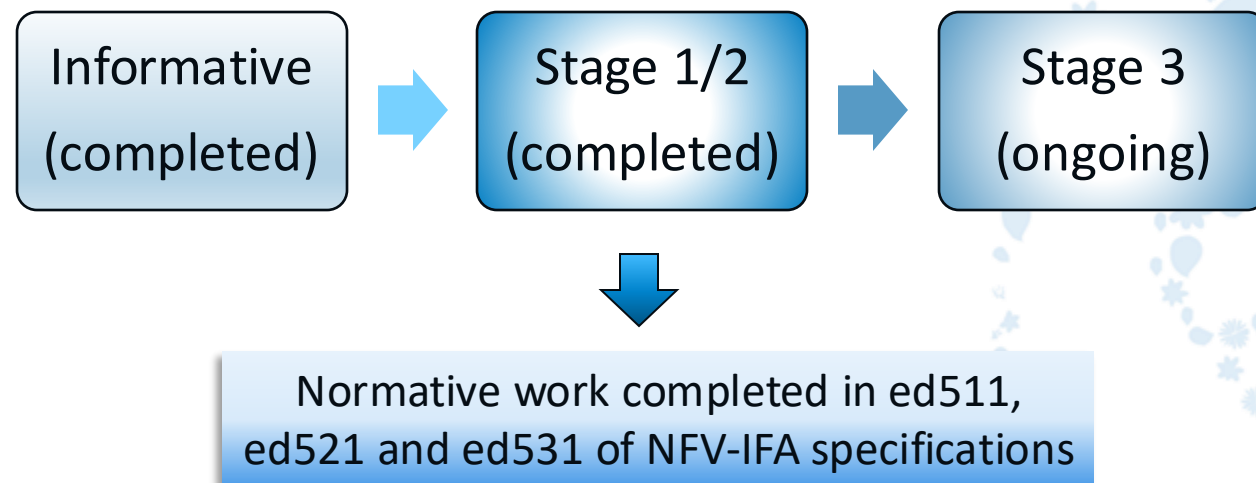 Informative
(completed)
Stage 1/2
(completed)
Stage 3
(ongoing)
Normative work completed in ed511,
ed521 and ed531 of NFV-IFA specifications